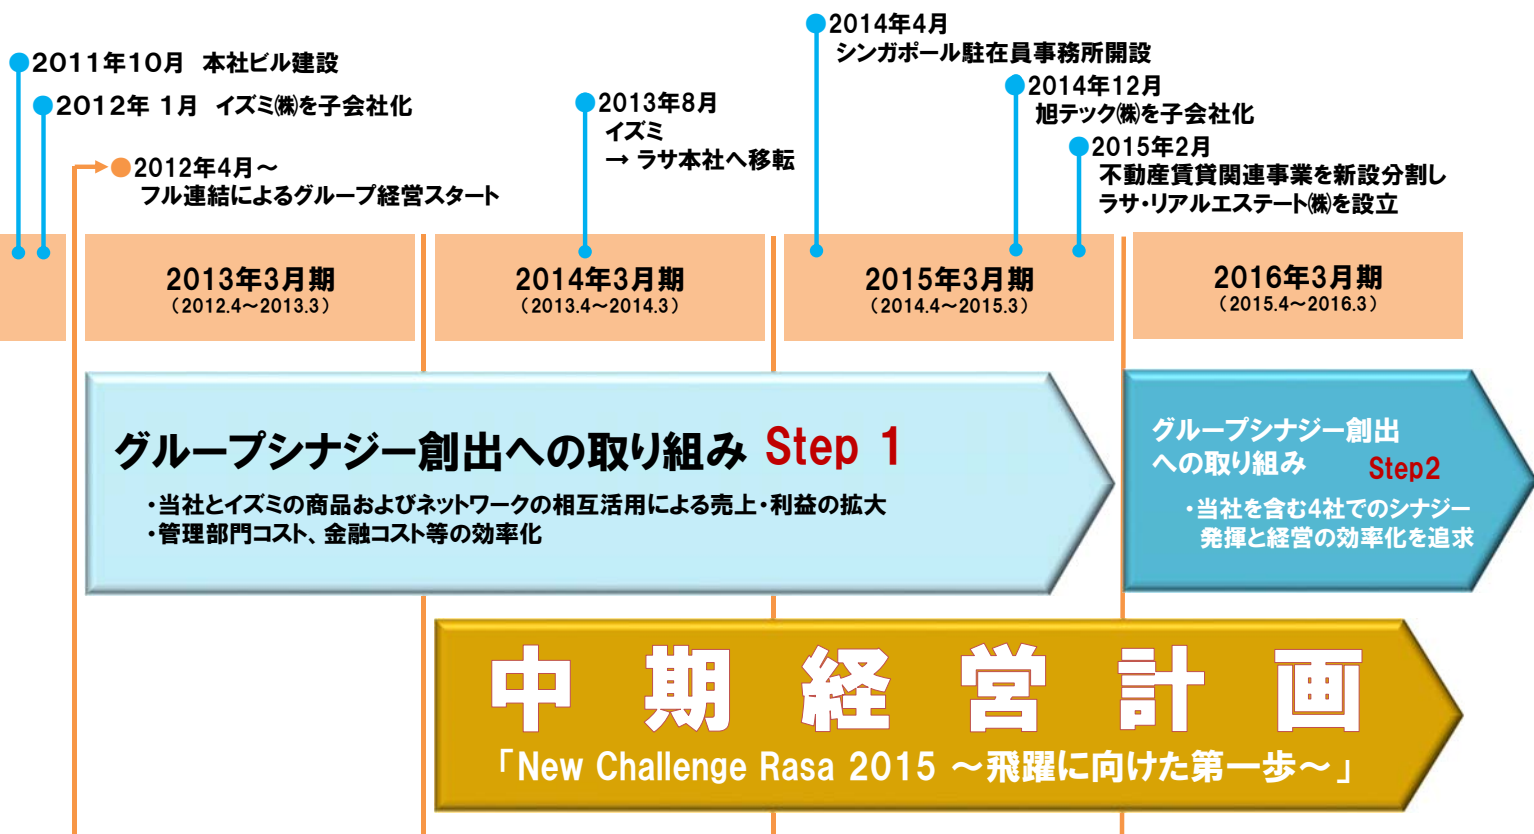 2011年10月 本社ビル建設
2012年 1月 イズミ㈱を子会社化
2012年4月～
フル連結によるグループ経営スタート
2013年8月
イズミ
→ ラサ本社へ移転
2014年4月
シンガポール駐在員事務所開設
2014年12月
旭テック㈱を子会社化
2015年2月
不動産賃貸関連事業を新設分割し
ラサ・リアルエステート㈱を設立
2013年3月期
（2012.4～2013.3）
2014年3月期
（2013.4～2014.3）
2015年3月期
（2014.4～2015.3）
2016年3月期
（2015.4～2016.3）
グループシナジー創出への取り組み Step 1
・当社とイズミの商品およびネットワークの相互活用による売上・利益の拡大
・管理部門コスト、金融コスト等の効率化
グループシナジー創出
への取り組み Step2
・当社を含む4社でのシナジー
発揮と経営の効率化を追求
中期経営計画
「New Challenge Rasa 2015 ～飛躍に向けた第一歩～」